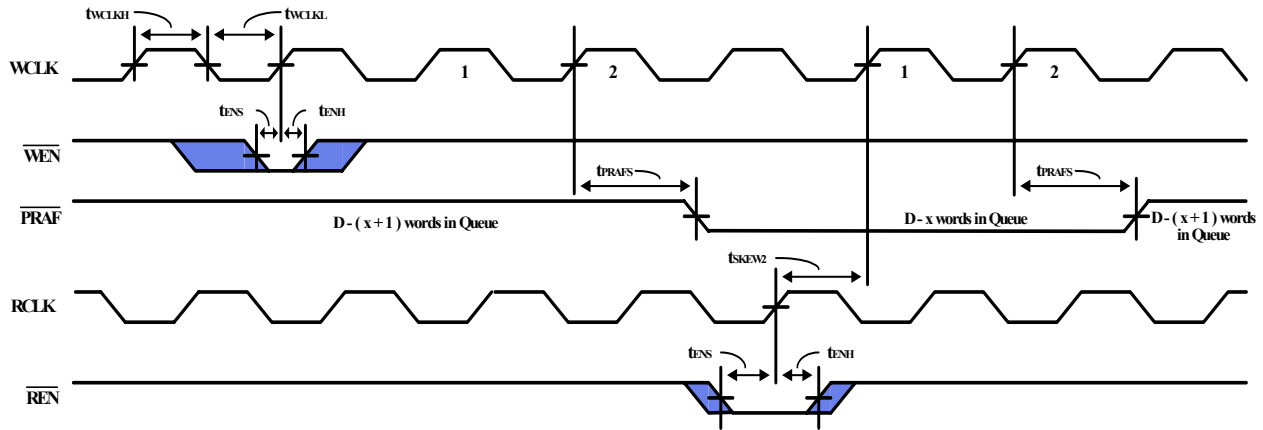 tWCLKH tWCLKL
WCLK 1 2 1 2
tENS tENH
WEN
tPRAFS tPRAFS
PRAF D - ( x + 1 ) words in Queue D - x words in Queue D - ( x + 1 ) words
in Queue
tSKEW2
RCLK
tENS tENH
REN